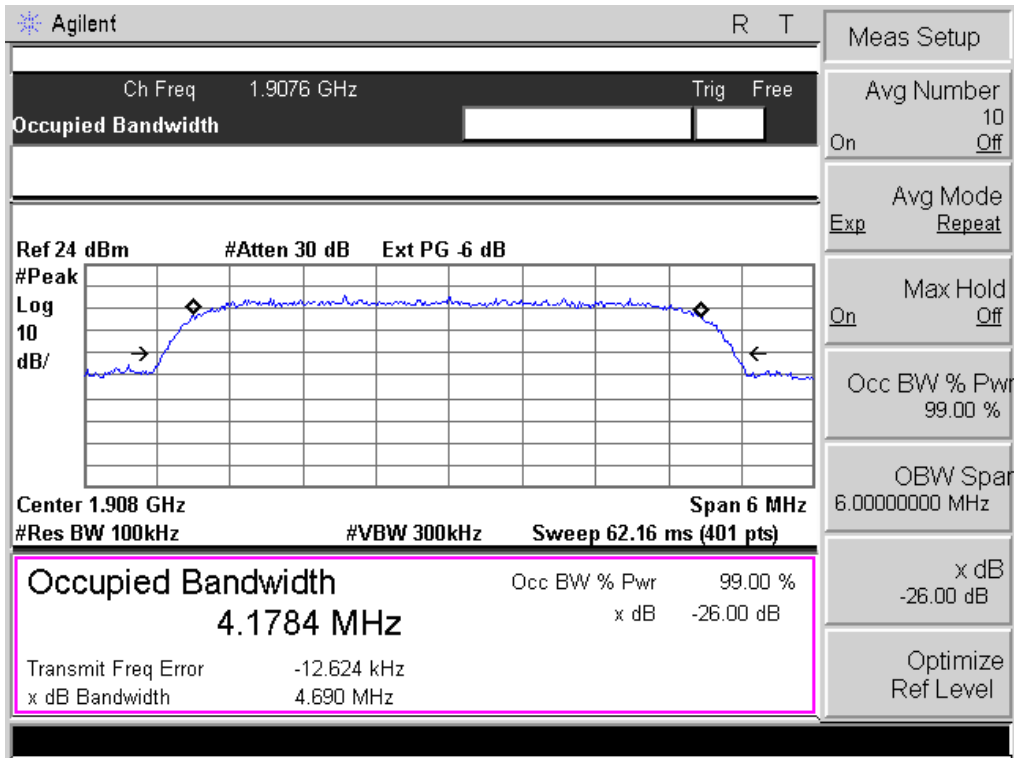 Agilent R T
Ch Freq 1.9076 GHz Trig Free
Occupied Bandwidth
Ref 24 dBm #Atten 30 dB Ext PG -6 dB
#Peak
Log
10
dB/
Center 1.908 GHz Span 6 MHz
#Res BW 100kHz #VBW 300kHz Sweep 62.16 ms (401 pts)
Occupied Bandwidth Occ BW % Pwr 99.00 %
4.1784 MHz x dB -26.00 dB
Transmit Freq Error -12.624 kHz
x dB Bandwidth 4.690 MHz
Meas Setup
Avg Number
10
On Off
Avg Mode
Exp Repeat
Max Hold
On Off
Occ BW % Pwr
99.00 %
OBW Span
6.00000000 MHz
x dB
-26.00 dB
Optimize
Ref Level